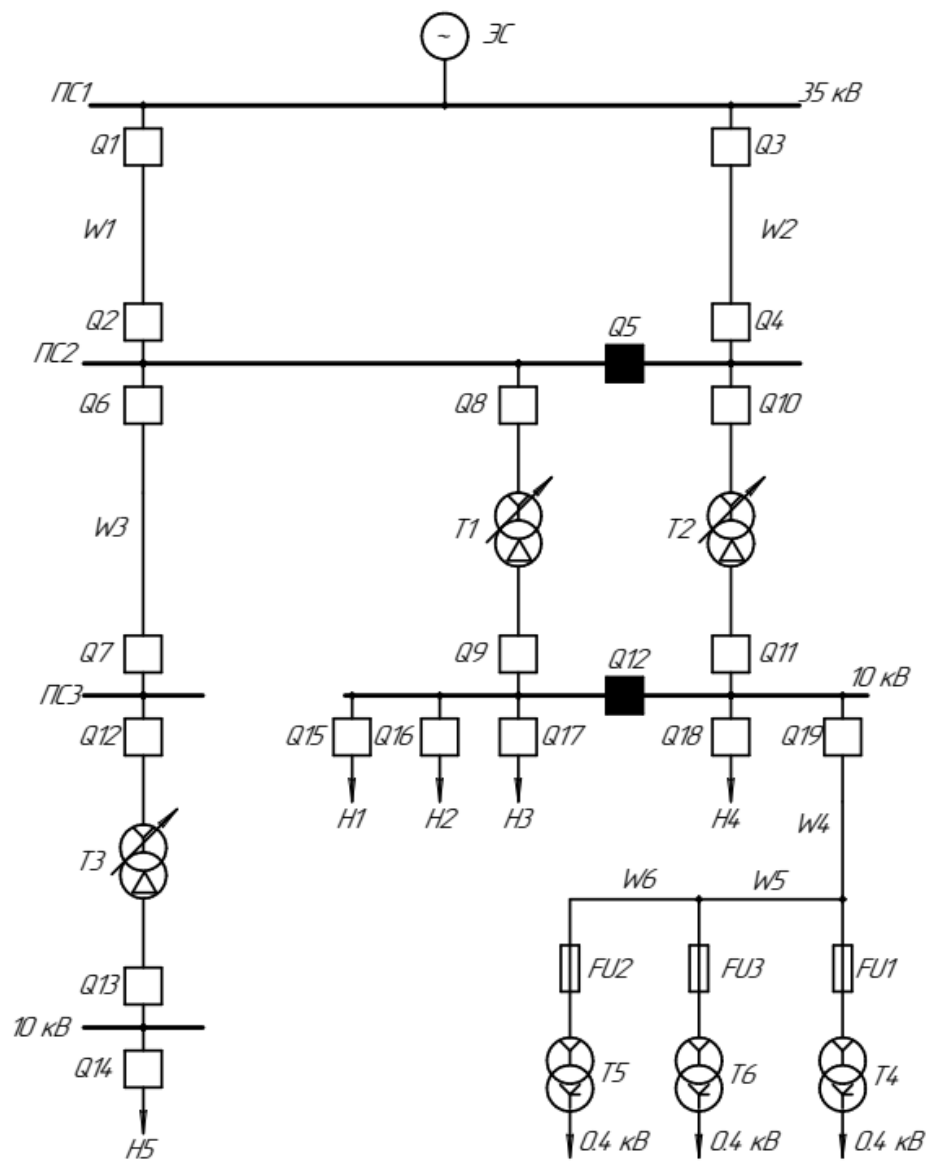 ~ ЭС
ПС1 35 кВ
Q1 Q3
W1 W2
Q2 Q5 Q4
ПС2
Q6 Q8 Q10
W3 T1 T2
Q7 Q9 Q12 Q11
ПС3 10 кВ
Q12 Q15 Q16 Q17 Q18 Q19
H1 H2 H3 H4 W4
T3
W6 W5
Q13 FU2 FU3 FU1
10 кВ
Q14 T5 T6 T4
H5 0.4 кВ 0.4 кВ 0.4 кВ